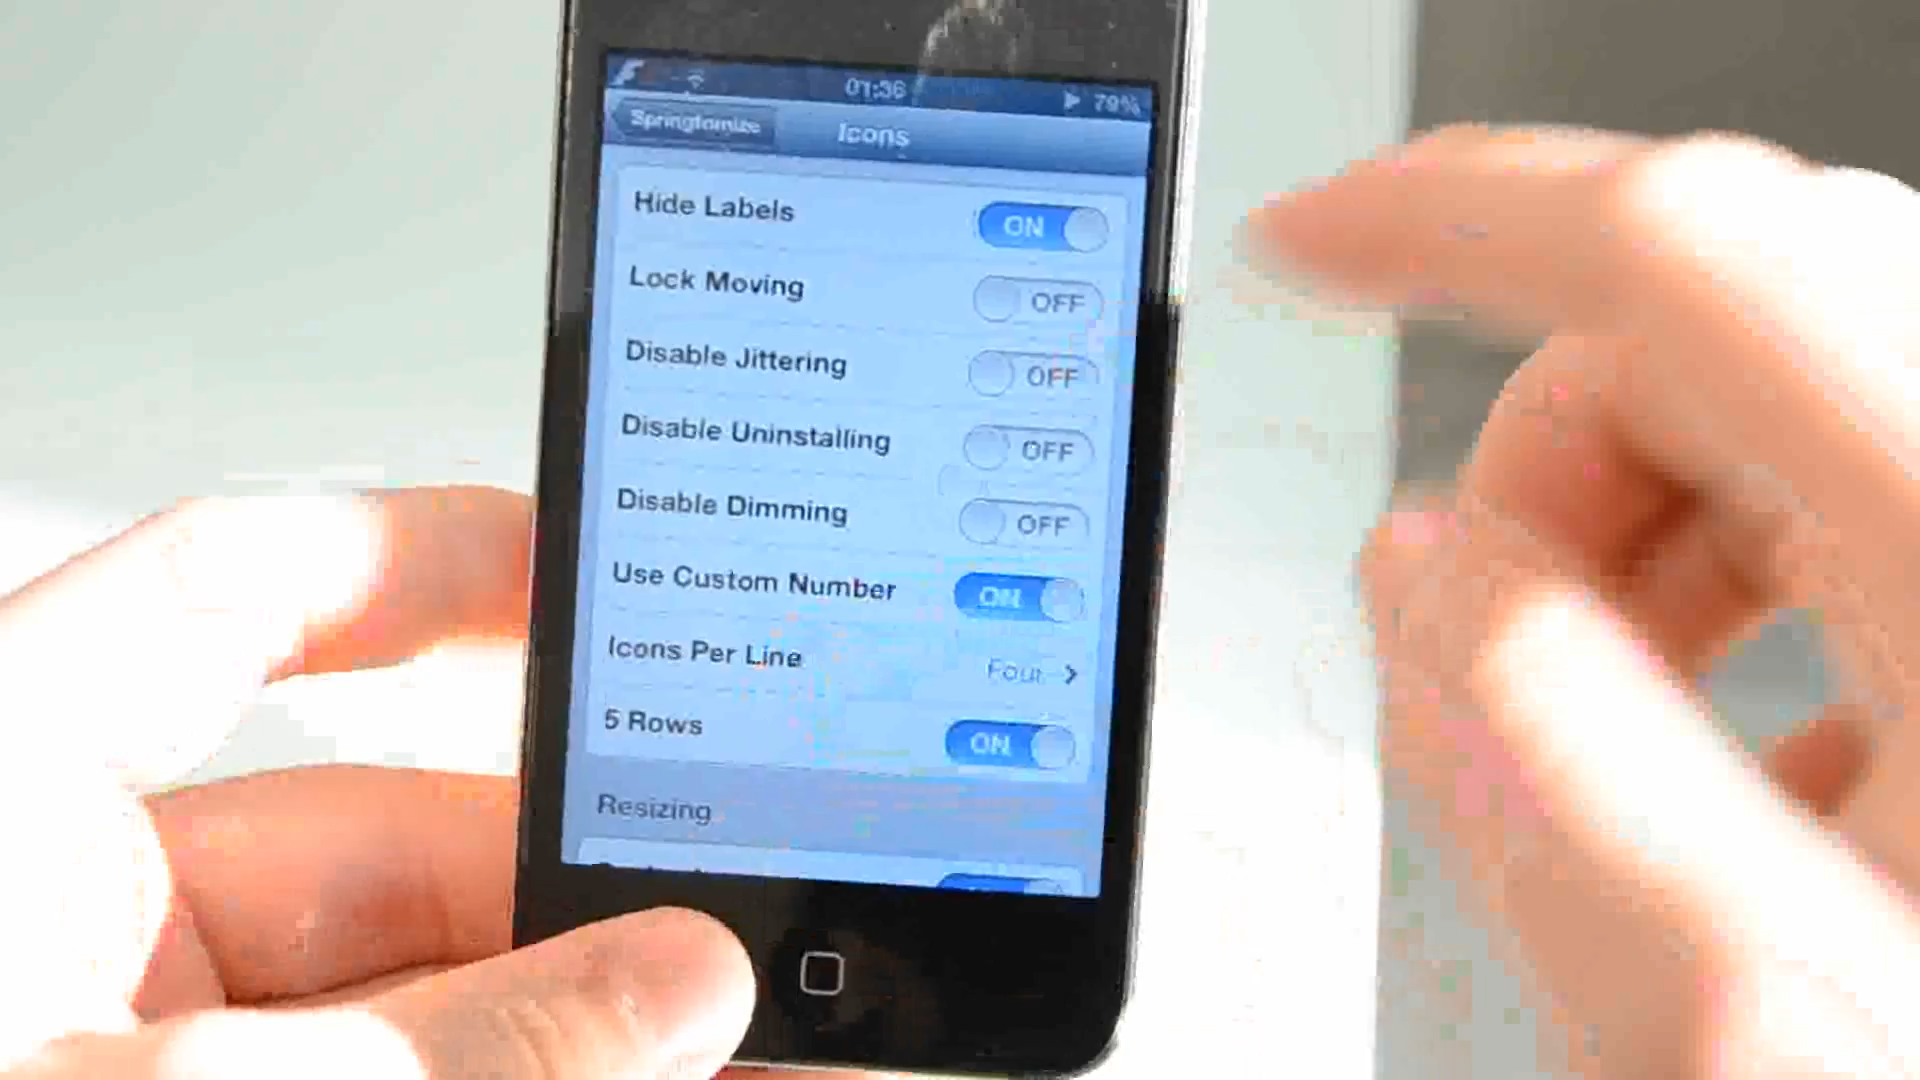 01:36
79%
Springtomize
Icons
Hide Labels
ON
Lock Moving
OFF
Disable Jittering
OFF
Disable Uninstalling
OFF
Disable Dimming
OFF
Use Custom Number
ON
Icons Per Line
Four
5 Rows
ON
Resizing